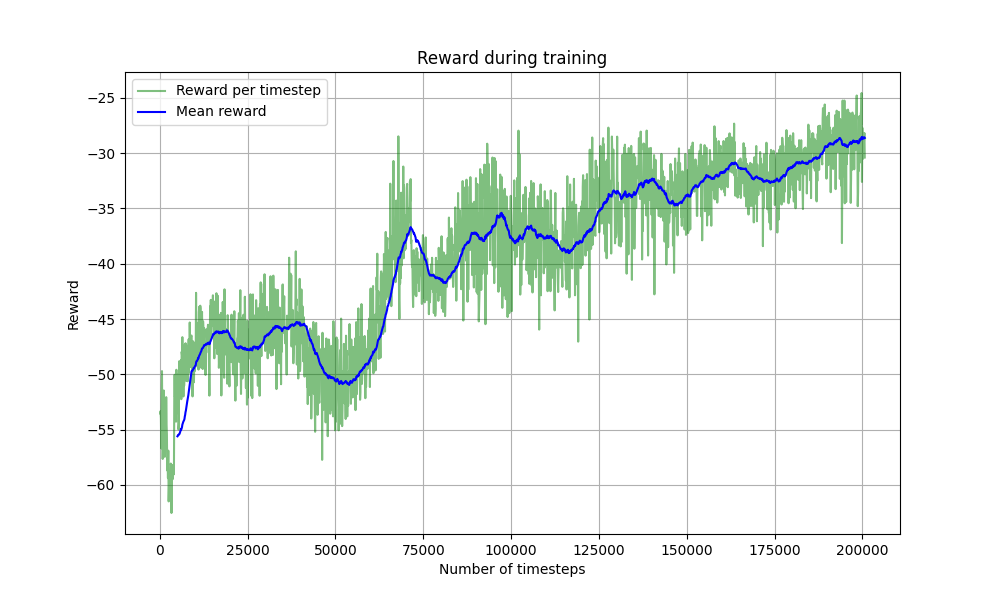 Reward during training
Reward per timestep
Mean reward
−25
−30
−35
−40
−45
−50
−55
−60
Reward
0 25000 50000 75000 100000 125000 150000 175000 200000
Number of timesteps